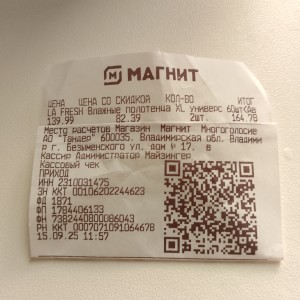 МАГНИТ
ЦЕНА ЦЕНА СО СКИДКОЙ КОЛ-ВО ИТОГ
LA FRESH Влажные полотенца XL универс 60шт(Ав
139.99 82.39 2шт. 164.78
Место расчетов Магазин Магнит Многоголосие
АО "Тандер" 600035, Владимирская обл, Владими
р г, Безыменского ул, дом № 17, в
Кассир Администратор Майзингер
Кассовый чек
ПРИХОД
ИНН 2310031475
ЗН ККТ 00106202244623
ФД 1871
ФП 1784406133
ФН 7382440800086043
РН ККТ 0007071091064678
15.09.25 11:57